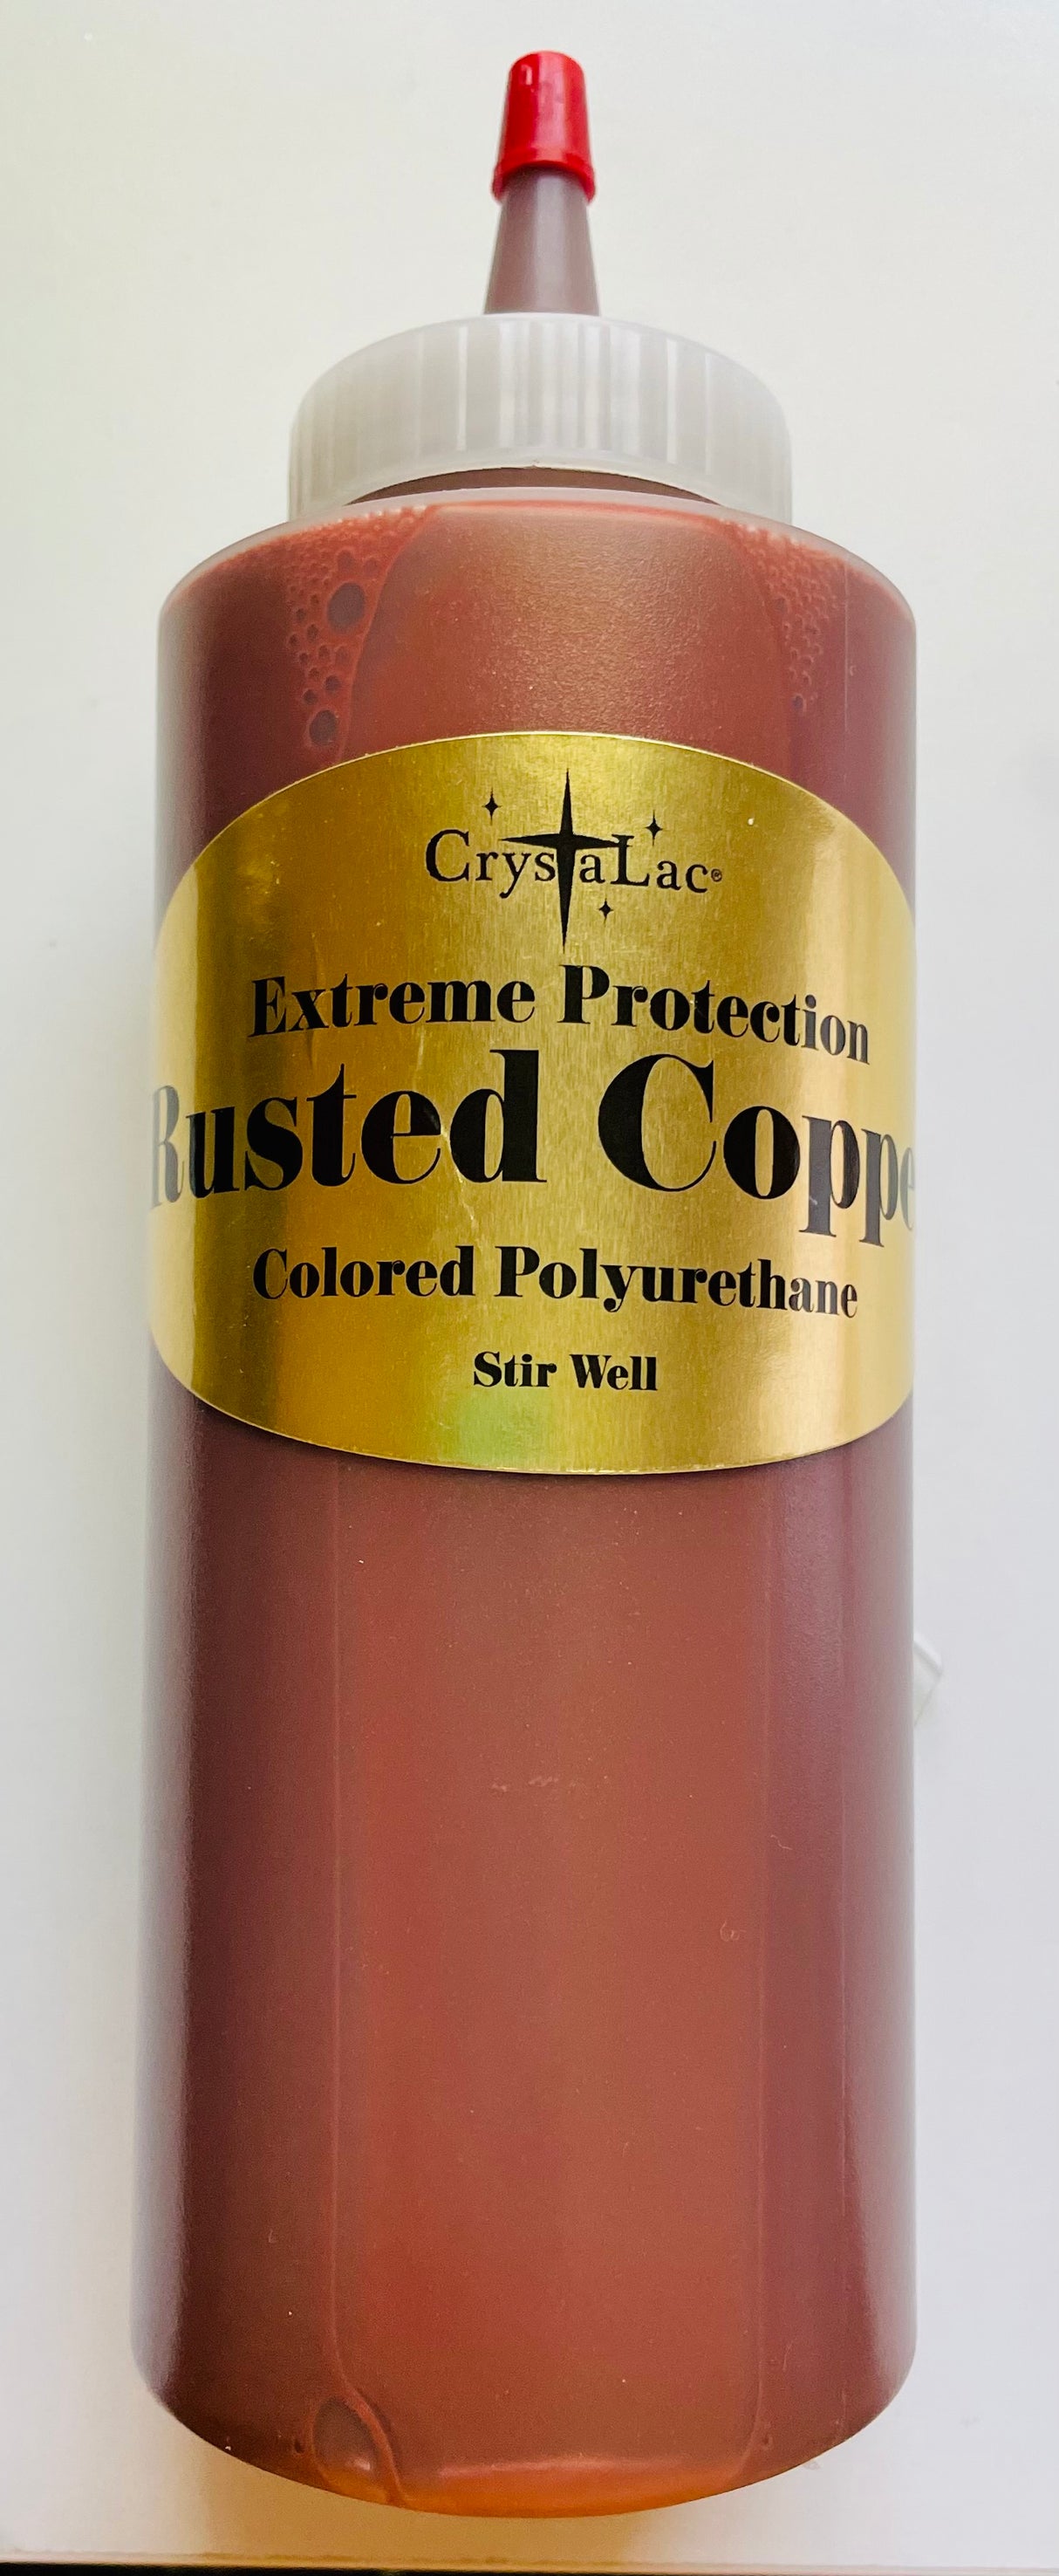 CrystaLac®
Extreme Protection
Rusted Coppe
Colored Polyurethane
Stir Well